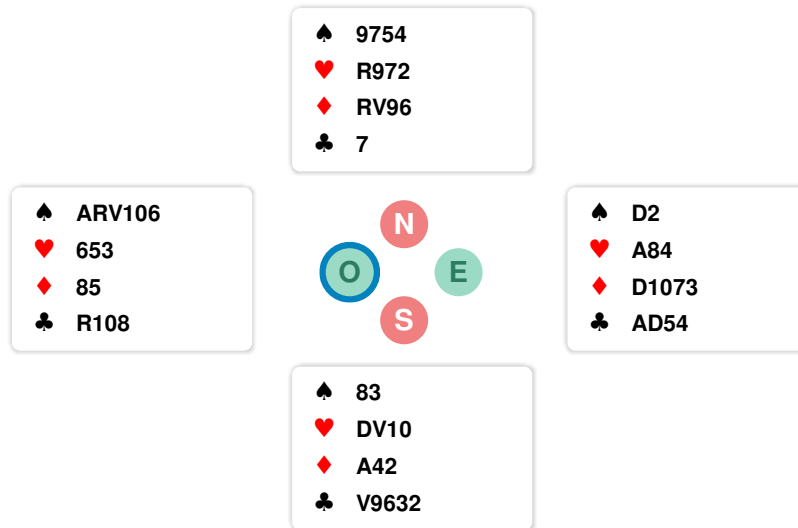 ♠ 9754
♥ R972
♦ RV96
♣ 7
♠ ARV106
♥ 653
♦ 85
♣ R108
N
O
E
S
♠ D2
♥ A84
♦ D1073
♣ AD54
♠ 83
♥ DV10
♦ A42
♣ V9632